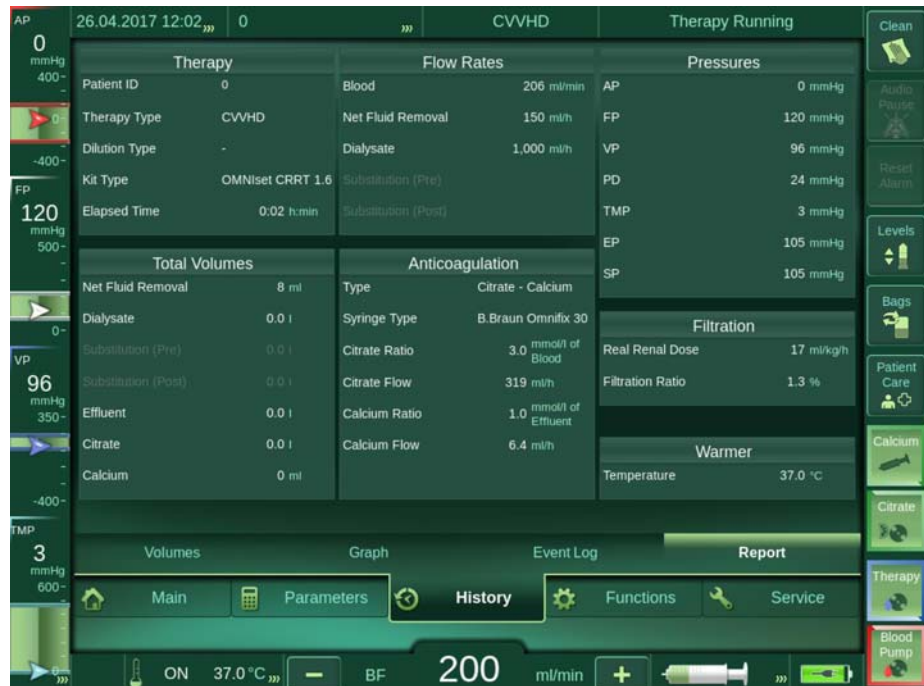 AP
0
mmHg
400-
0-
-400-
FP
120
mmHg
500-
0-
VP
96
mmHg
350-
-400-
TMP
3
mmHg
600-
0-
26.04.2017 12:02
0
CVVHD
Therapy Running
Therapy
Patient ID 0
Therapy Type CVVHD
Dilution Type -
Kit Type OMNIset CRRT 1.6
Elapsed Time 0:02 h:min
Flow Rates
Blood 206 ml/min
Net Fluid Removal 150 ml/h
Dialysate 1,000 ml/h
Substitution (Pre)
Substitution (Post)
Pressures
AP 0 mmHg
FP 120 mmHg
VP 96 mmHg
PD 24 mmHg
TMP 3 mmHg
EP 105 mmHg
SP 105 mmHg
Total Volumes
Net Fluid Removal 8 ml
Dialysate 0.0 l
Substitution (Pre) 0.0 l
Substitution (Post) 0.0 l
Effluent 0.0 l
Citrate 0.0 l
Calcium 0 ml
Anticoagulation
Type Citrate - Calcium
Syringe Type B.Braun Omnifix 30
Citrate Ratio 3.0 mmol/l of Blood
Citrate Flow 319 ml/h
Calcium Ratio 1.0 mmol/l of Effluent
Calcium Flow 6.4 ml/h
Filtration
Real Renal Dose 17 ml/kg/h
Filtration Ratio 1.3 %
Warmer
Temperature 37.0 °C
Volumes
Graph
Event Log
Report
Main
Parameters
History
Functions
Service
ON 37.0 °C
BF 200 ml/min
Clean
Audio
Pause
Reset
Alarm
Levels
Bags
Patient
Care
Calcium
Citrate
Therapy
Blood
Pump